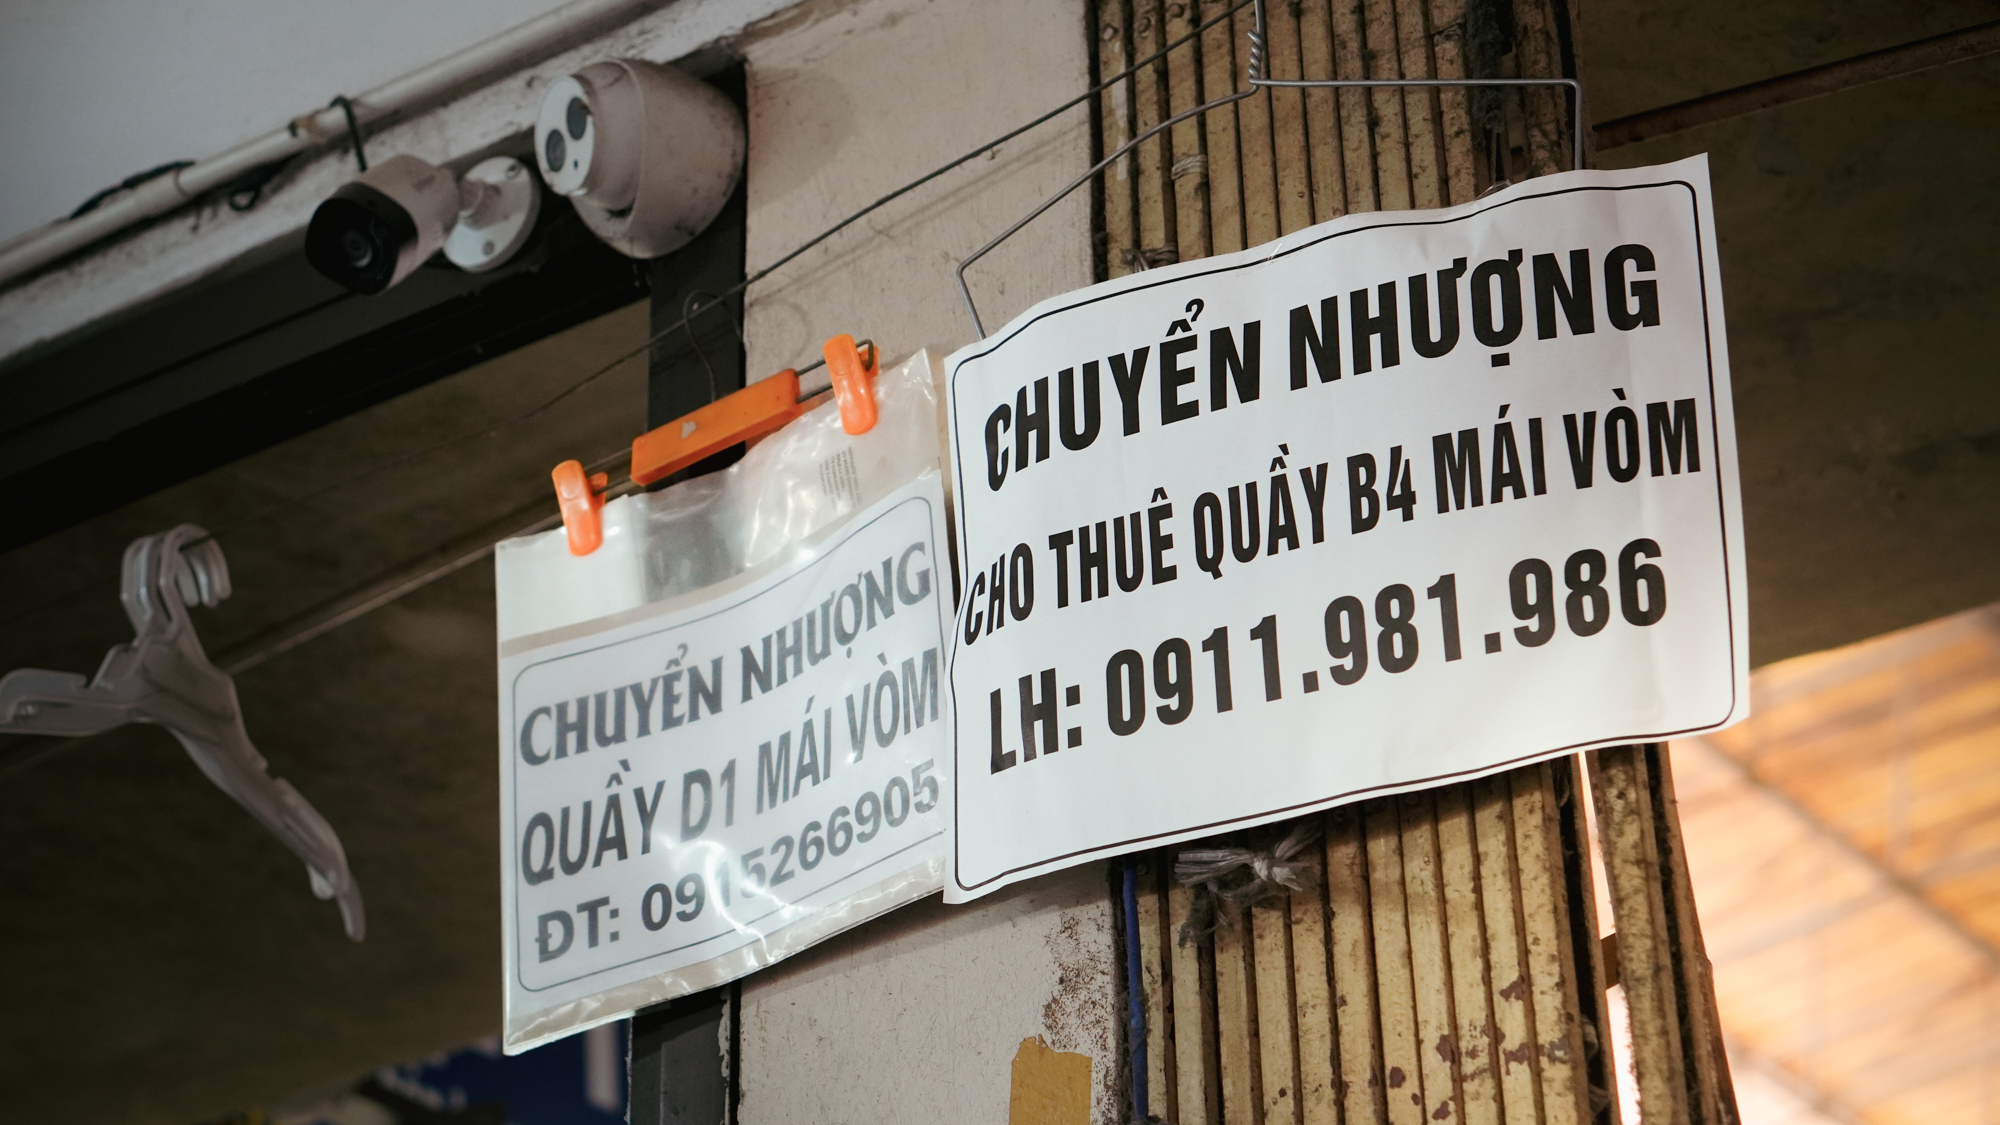 CHUYỂN NHƯỢNG
QUẦY D1 MÁI VÒM
ĐT: 0915266905
CHUYỂN NHƯỢNG
CHO THUÊ QUẦY B4 MÁI VÒM
LH: 0911.981.986